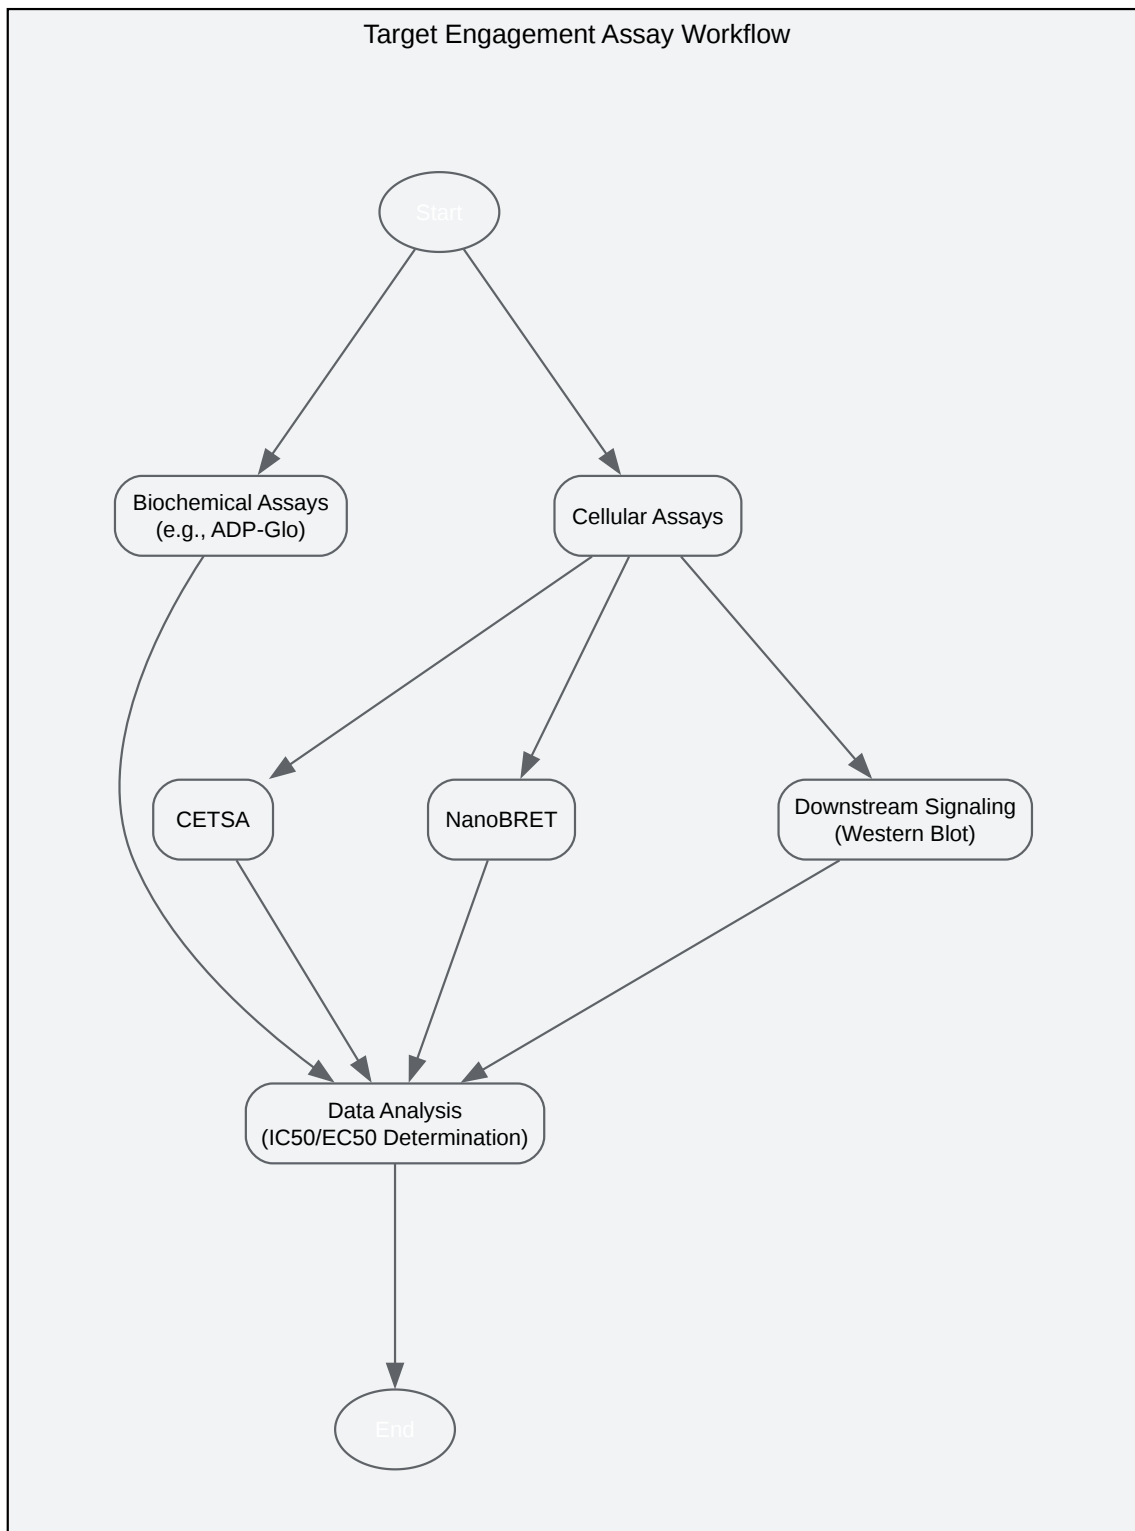 Target Engagement Assay Workflow
Start
Biochemical Assays
(e.g., ADP-Glo)
Cellular Assays
CETSA
NanoBRET
Downstream Signaling
(Western Blot)
Data Analysis
(IC50/EC50 Determination)
End